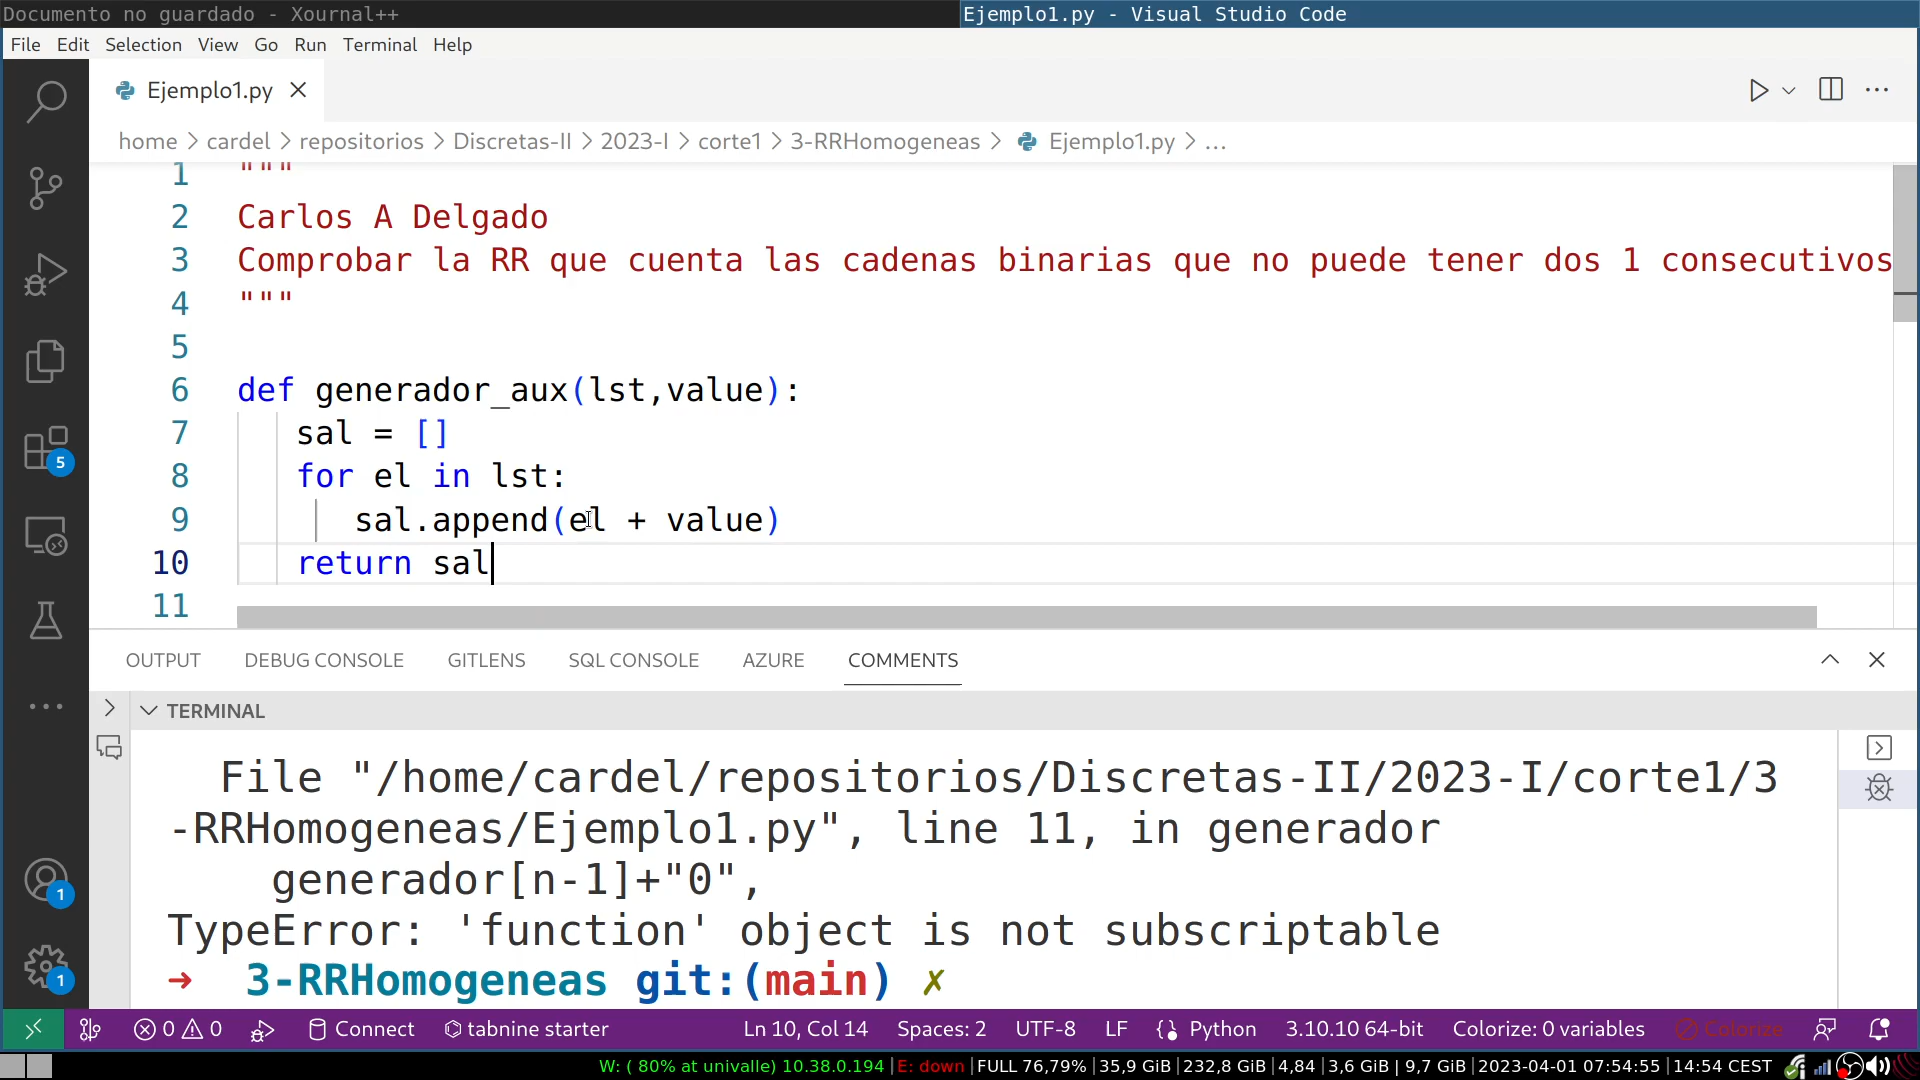 Documento no guardado - Xournal++
Ejemplo1.py - Visual Studio Code
File Edit Selection View Go Run Terminal Help
Ejemplo1.py
home > cardel > repositorios > Discretas-II > 2023-I > corte1 > 3-RRHomogeneas > Ejemplo1.py > ...
1 """
2 Carlos A Delgado
3 Comprobar la RR que cuenta las cadenas binarias que no puede tener dos 1 consecutivos
4 """
5
6 def generador_aux(lst,value):
7 sal = []
8 for el in lst:
9 sal.append(el + value)
10 return sal
11
OUTPUT DEBUG CONSOLE GITLENS SQL CONSOLE AZURE COMMENTS
TERMINAL
File "/home/cardel/repositorios/Discretas-II/2023-I/corte1/3
-RRHomogeneas/Ejemplo1.py", line 11, in generador
generador[n-1]+"0",
TypeError: 'function' object is not subscriptable
➜ 3-RRHomogeneas git:(main) ✗
5
1
1
0 0 Connect tabnine starter Ln 10, Col 14 Spaces: 2 UTF-8 LF Python 3.10.10 64-bit Colorize: 0 variables Colorize
W: ( 80% at univalle) 10.38.0.194 |E: down |FULL 76,79% |35,9 GiB |232,8 GiB |4,84 |3,6 GiB | 9,7 GiB |2023-04-01 07:54:55 |14:54 CEST